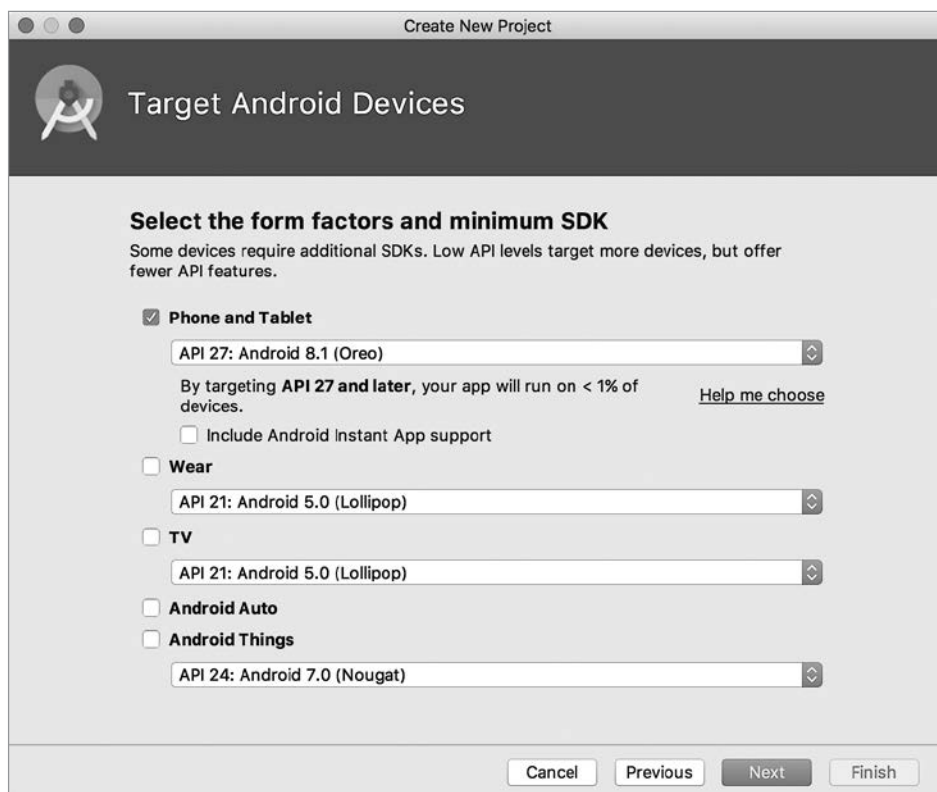 Create New Project
Target Android Devices
Select the form factors and minimum SDK
Some devices require additional SDKs. Low API levels target more devices, but offer
fewer API features.
Phone and Tablet
API 27: Android 8.1 (Oreo)
By targeting API 27 and later, your app will run on < 1% of
devices.
Help me choose
Include Android Instant App support
Wear
API 21: Android 5.0 (Lollipop)
TV
API 21: Android 5.0 (Lollipop)
Android Auto
Android Things
API 24: Android 7.0 (Nougat)
Cancel Previous Next Finish